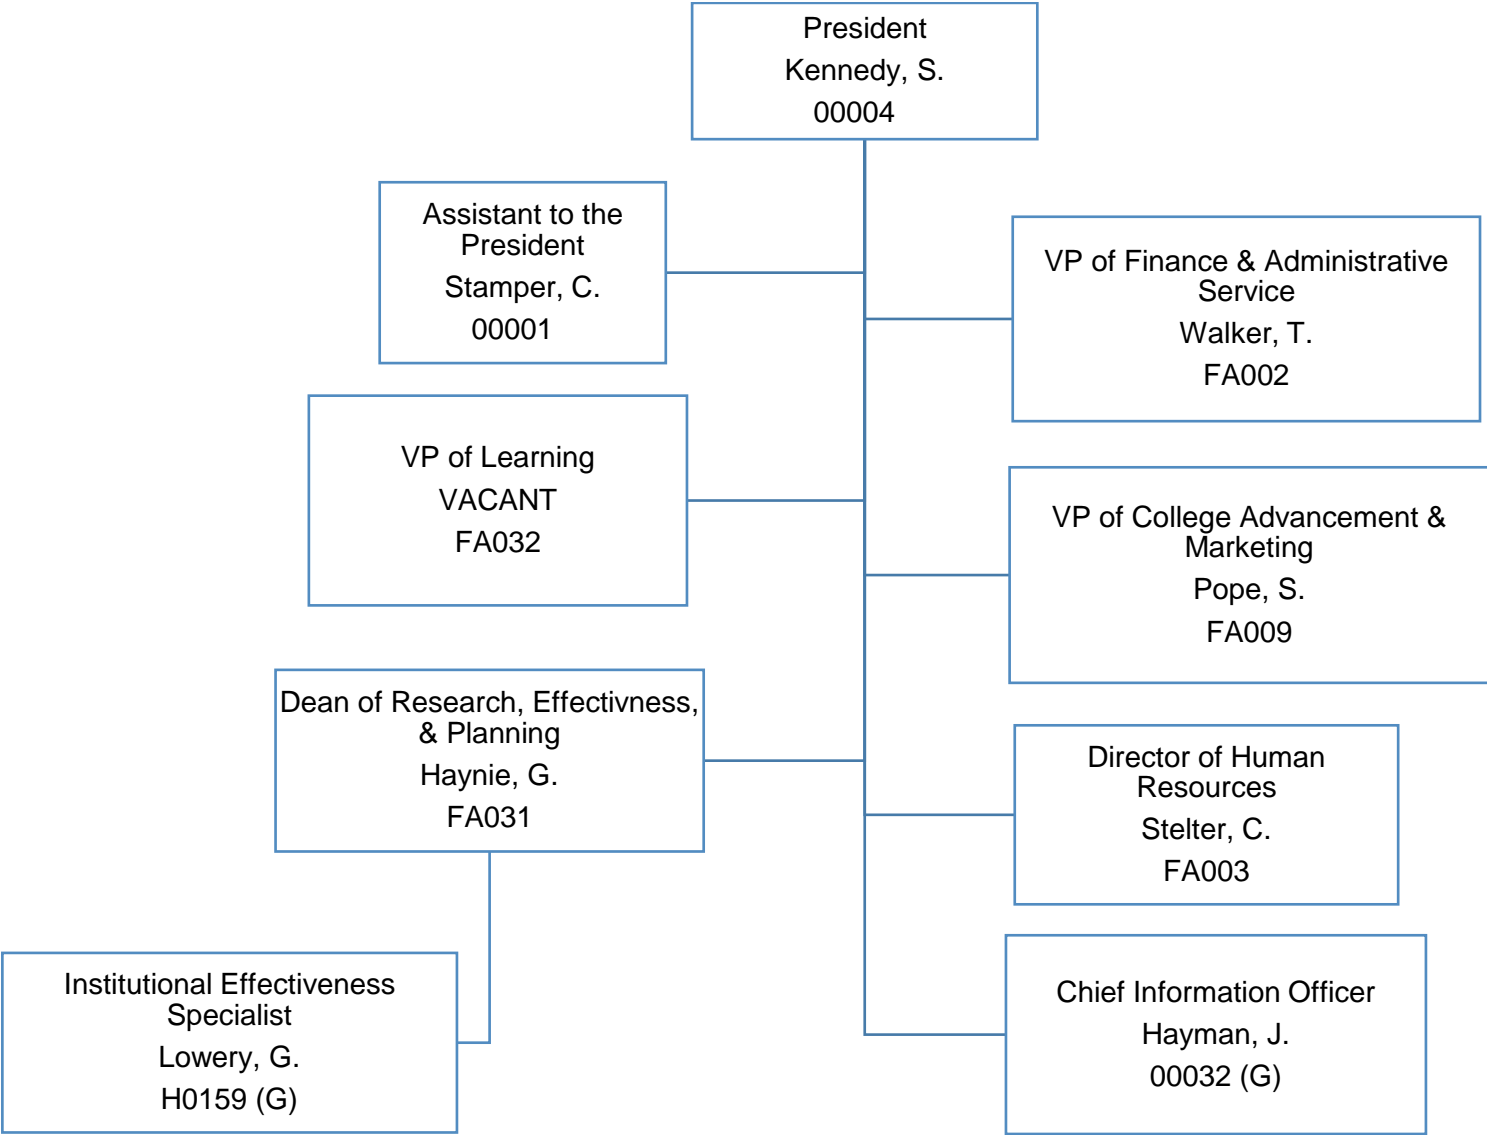 President
Kennedy, S.
00004
Assistant to the
President
Stamper, C.
00001
VP of Finance & Administrative
Service
Walker, T.
FA002
VP of Learning
VACANT
FA032
VP of College Advancement &
Marketing
Pope, S.
FA009
Dean of Research, Effectivness,
& Planning
Haynie, G.
FA031
Director of Human
Resources
Stelter, C.
FA003
Institutional Effectiveness
Specialist
Lowery, G.
H0159 (G)
Chief Information Officer
Hayman, J.
00032 (G)